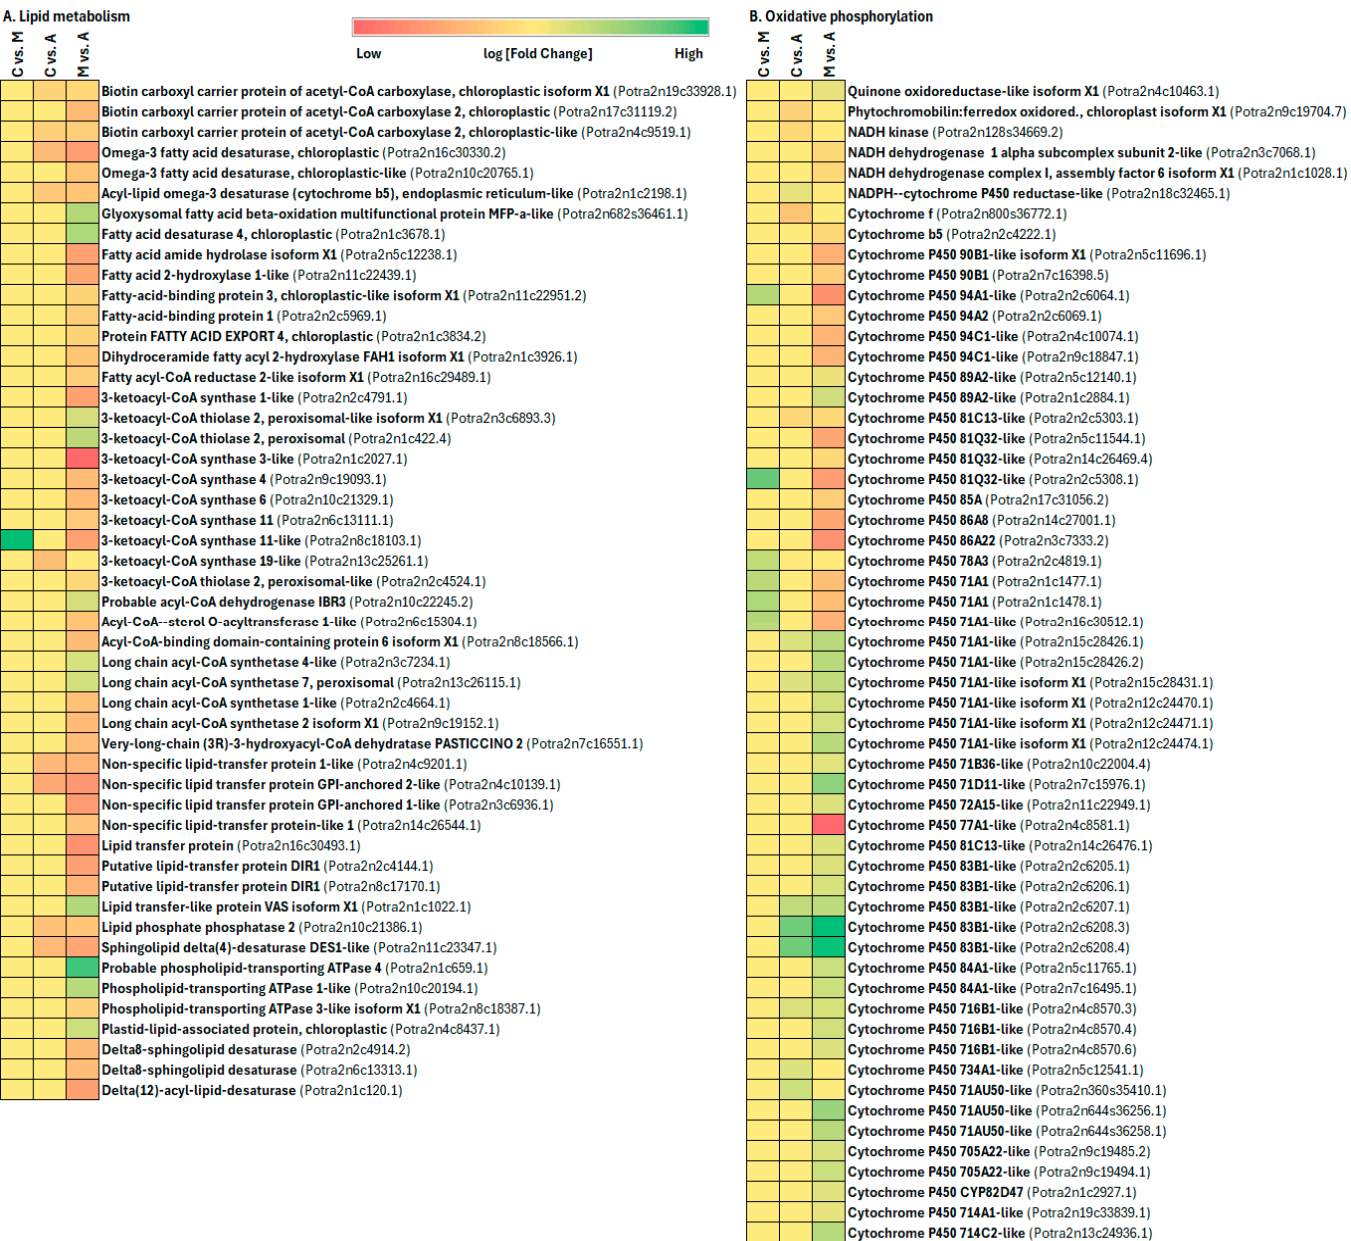 A. Lipid metabolism
C vs. M
C vs. A
M vs. A
Low
log [Fold Change]
High
Biotin carboxyl carrier protein of acetyl-CoA carboxylase, chloroplastic isoform X1 (Potra2n19c33928.1)
Biotin carboxyl carrier protein of acetyl-CoA carboxylase 2, chloroplastic (Potra2n17c31119.2)
Biotin carboxyl carrier protein of acetyl-CoA carboxylase 2, chloroplastic-like (Potra2n4c9519.1)
Omega-3 fatty acid desaturase, chloroplastic (Potra2n16c30330.2)
Omega-3 fatty acid desaturase, chloroplastic-like (Potra2n10c20765.1)
Acyl-lipid omega-3 desaturase (cytochrome b5), endoplasmic reticulum-like (Potra2n1c2198.1)
Glyoxysomal fatty acid beta-oxidation multifunctional protein MFP-a-like (Potra2n682s36461.1)
Fatty acid desaturase 4, chloroplastic (Potra2n1c3678.1)
Fatty acid amide hydrolase isoform X1 (Potra2n5c12238.1)
Fatty acid 2-hydroxylase 1-like (Potra2n11c22439.1)
Fatty-acid-binding protein 3, chloroplastic-like isoform X1 (Potra2n11c22951.2)
Fatty-acid-binding protein 1 (Potra2n2c5969.1)
Protein FATTY ACID EXPORT 4, chloroplastic (Potra2n1c3834.2)
Dihydroceramide fatty acyl 2-hydroxylase FAH1 isoform X1 (Potra2n1c3926.1)
Fatty acyl-CoA reductase 2-like isoform X1 (Potra2n16c29489.1)
3-ketoacyl-CoA synthase 1-like (Potra2n2c4791.1)
3-ketoacyl-CoA thiolase 2, peroxisomal-like isoform X1 (Potra2n3c6893.3)
3-ketoacyl-CoA thiolase 2, peroxisomal (Potra2n1c422.4)
3-ketoacyl-CoA synthase 3-like (Potra2n1c2027.1)
3-ketoacyl-CoA synthase 4 (Potra2n9c19093.1)
3-ketoacyl-CoA synthase 6 (Potra2n10c21329.1)
3-ketoacyl-CoA synthase 11 (Potra2n6c13111.1)
3-ketoacyl-CoA synthase 11-like (Potra2n8c18103.1)
3-ketoacyl-CoA synthase 19-like (Potra2n13c25261.1)
3-ketoacyl-CoA thiolase 2, peroxisomal-like (Potra2n2c4524.1)
Probable acyl-CoA dehydrogenase IBR3 (Potra2n10c22245.2)
Acyl-CoA--sterol O-acyltransferase 1-like (Potra2n6c15304.1)
Acyl-CoA-binding domain-containing protein 6 isoform X1 (Potra2n8c18566.1)
Long chain acyl-CoA synthetase 4-like (Potra2n3c7234.1)
Long chain acyl-CoA synthetase 7, peroxisomal (Potra2n13c26115.1)
Long chain acyl-CoA synthetase 1-like (Potra2n2c4664.1)
Long chain acyl-CoA synthetase 2 isoform X1 (Potra2n9c19152.1)
Very-long-chain (3R)-3-hydroxyacyl-CoA dehydratase PASTICCINO 2 (Potra2n7c16551.1)
Non-specific lipid-transfer protein 1-like (Potra2n4c9201.1)
Non-specific lipid transfer protein GPI-anchored 2-like (Potra2n4c10139.1)
Non-specific lipid transfer protein GPI-anchored 1-like (Potra2n3c6936.1)
Non-specific lipid-transfer protein-like 1 (Potra2n14c26544.1)
Lipid transfer protein (Potra2n16c30493.1)
Putative lipid-transfer protein DIR1 (Potra2n2c4144.1)
Putative lipid-transfer protein DIR1 (Potra2n8c17170.1)
Lipid transfer-like protein VAS isoform X1 (Potra2n1c1022.1)
Lipid phosphate phosphatase 2 (Potra2n10c21386.1)
Sphingolipid delta(4)-desaturase DES1-like (Potra2n11c23347.1)
Probable phospholipid-transporting ATPase 4 (Potra2n1c659.1)
Phospholipid-transporting ATPase 1-like (Potra2n10c20194.1)
Phospholipid-transporting ATPase 3-like isoform X1 (Potra2n8c18387.1)
Plastid-lipid-associated protein, chloroplastic (Potra2n4c8437.1)
Delta8-sphingolipid desaturase (Potra2n2c4914.2)
Delta8-sphingolipid desaturase (Potra2n6c13313.1)
Delta(12)-acyl-lipid-desaturase (Potra2n1c120.1)
B. Oxidative phosphorylation
C vs. M
C vs. A
M vs. A
Quinone oxidoreductase-like isoform X1 (Potra2n4c10463.1)
Phytochromobilin:ferredox oxidored., chloroplast isoform X1 (Potra2n9c19704.7)
NADH kinase (Potra2n128s34669.2)
NADH dehydrogenase 1 alpha subcomplex subunit 2-like (Potra2n3c7068.1)
NADH dehydrogenase complex I, assembly factor 6 isoform X1 (Potra2n1c1028.1)
NADPH--cytochrome P450 reductase-like (Potra2n18c32465.1)
Cytochrome f (Potra2n800s36772.1)
Cytochrome b5 (Potra2n2c4222.1)
Cytochrome P450 90B1-like isoform X1 (Potra2n5c11696.1)
Cytochrome P450 90B1 (Potra2n7c16398.5)
Cytochrome P450 94A1-like (Potra2n2c6064.1)
Cytochrome P450 94A2 (Potra2n2c6069.1)
Cytochrome P450 94C1-like (Potra2n4c10074.1)
Cytochrome P450 94C1-like (Potra2n9c18847.1)
Cytochrome P450 89A2-like (Potra2n5c12140.1)
Cytochrome P450 89A2-like (Potra2n1c2884.1)
Cytochrome P450 81C13-like (Potra2n2c5303.1)
Cytochrome P450 81Q32-like (Potra2n5c11544.1)
Cytochrome P450 81Q32-like (Potra2n14c26469.4)
Cytochrome P450 81Q32-like (Potra2n2c5308.1)
Cytochrome P450 85A (Potra2n17c31056.2)
Cytochrome P450 86A8 (Potra2n14c27001.1)
Cytochrome P450 86A22 (Potra2n3c7333.2)
Cytochrome P450 78A3 (Potra2n2c4819.1)
Cytochrome P450 71A1 (Potra2n1c1477.1)
Cytochrome P450 71A1 (Potra2n1c1478.1)
Cytochrome P450 71A1-like (Potra2n16c30512.1)
Cytochrome P450 71A1-like (Potra2n15c28426.1)
Cytochrome P450 71A1-like (Potra2n15c28426.2)
Cytochrome P450 71A1-like isoform X1 (Potra2n15c28431.1)
Cytochrome P450 71A1-like isoform X1 (Potra2n12c24470.1)
Cytochrome P450 71A1-like isoform X1 (Potra2n12c24471.1)
Cytochrome P450 71A1-like isoform X1 (Potra2n12c24474.1)
Cytochrome P450 71B36-like (Potra2n10c22004.4)
Cytochrome P450 71D11-like (Potra2n7c15976.1)
Cytochrome P450 72A15-like (Potra2n11c22949.1)
Cytochrome P450 77A1-like (Potra2n4c8581.1)
Cytochrome P450 81C13-like (Potra2n14c26476.1)
Cytochrome P450 83B1-like (Potra2n2c6205.1)
Cytochrome P450 83B1-like (Potra2n2c6206.1)
Cytochrome P450 83B1-like (Potra2n2c6207.1)
Cytochrome P450 83B1-like (Potra2n2c6208.3)
Cytochrome P450 83B1-like (Potra2n2c6208.4)
Cytochrome P450 84A1-like (Potra2n5c11765.1)
Cytochrome P450 84A1-like (Potra2n7c16495.1)
Cytochrome P450 716B1-like (Potra2n4c8570.3)
Cytochrome P450 716B1-like (Potra2n4c8570.4)
Cytochrome P450 716B1-like (Potra2n4c8570.6)
Cytochrome P450 734A1-like (Potra2n5c12541.1)
Cytochrome P450 71AU50-like (Potra2n360s35410.1)
Cytochrome P450 71AU50-like (Potra2n644s36256.1)
Cytochrome P450 71AU50-like (Potra2n644s36258.1)
Cytochrome P450 705A22-like (Potra2n9c19485.2)
Cytochrome P450 705A22-like (Potra2n9c19494.1)
Cytochrome P450 CYP82D47 (Potra2n1c2927.1)
Cytochrome P450 714A1-like (Potra2n19c33839.1)
Cytochrome P450 714C2-like (Potra2n13c24936.1)